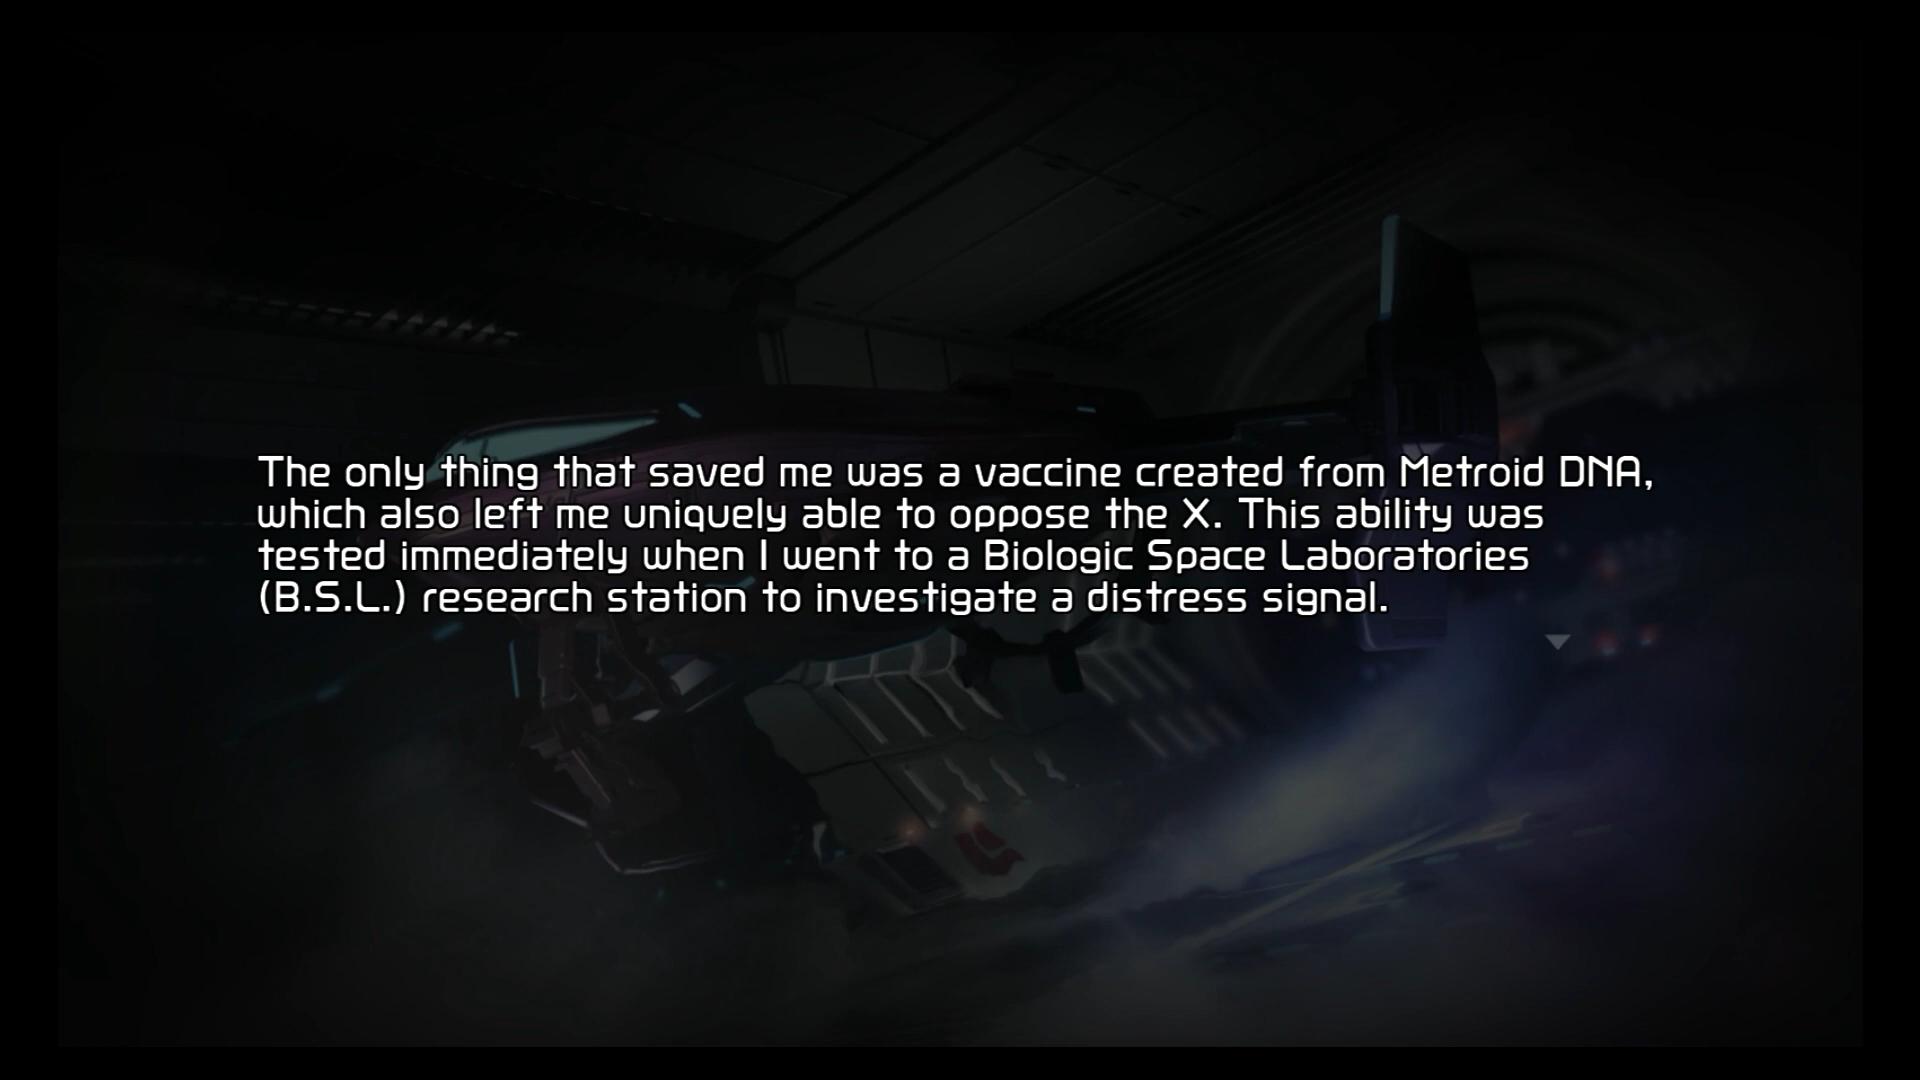 The only thing that saved me was a vaccine created from Metroid DNA,
which also left me uniquely able to oppose the X. This ability was
tested immediately when I went to a Biologic Space Laboratories
(B.S.L.) research station to investigate a distress signal.